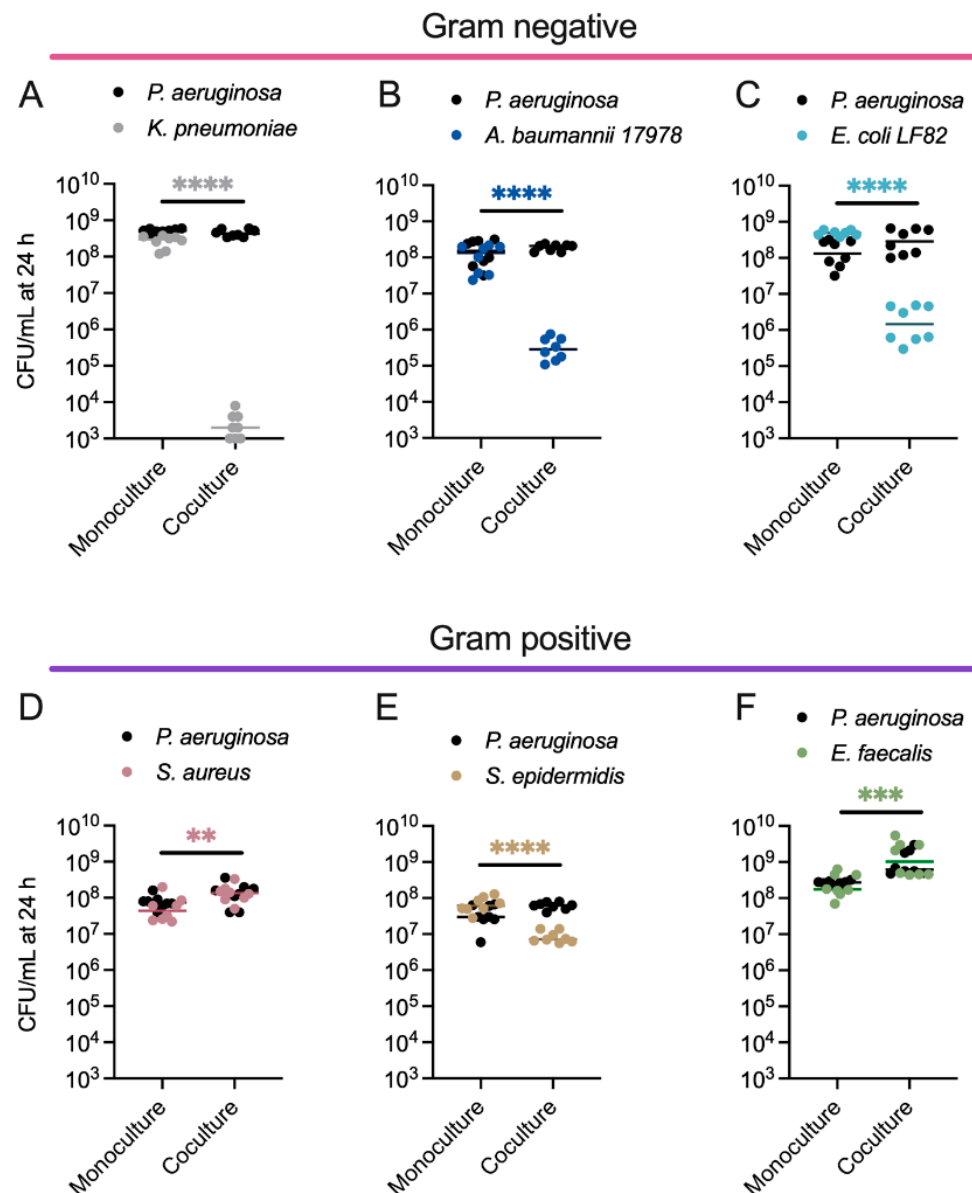 Gram negative
A
P. aeruginosa
K. pneumoniae
****
10^10
10^9
10^8
10^7
10^6
10^5
10^4
10^3
CFU/mL at 24 h
Monoculture
Coculture
B
P. aeruginosa
A. baumannii 17978
****
10^10
10^9
10^8
10^7
10^6
10^5
10^4
10^3
Monoculture
Coculture
C
P. aeruginosa
E. coli LF82
****
10^10
10^9
10^8
10^7
10^6
10^5
10^4
10^3
Monoculture
Coculture
Gram positive
D
P. aeruginosa
S. aureus
**
10^10
10^9
10^8
10^7
10^6
10^5
10^4
10^3
CFU/mL at 24 h
Monoculture
Coculture
E
P. aeruginosa
S. epidermidis
****
10^10
10^9
10^8
10^7
10^6
10^5
10^4
10^3
Monoculture
Coculture
F
P. aeruginosa
E. faecalis
***
10^10
10^9
10^8
10^7
10^6
10^5
10^4
10^3
Monoculture
Coculture